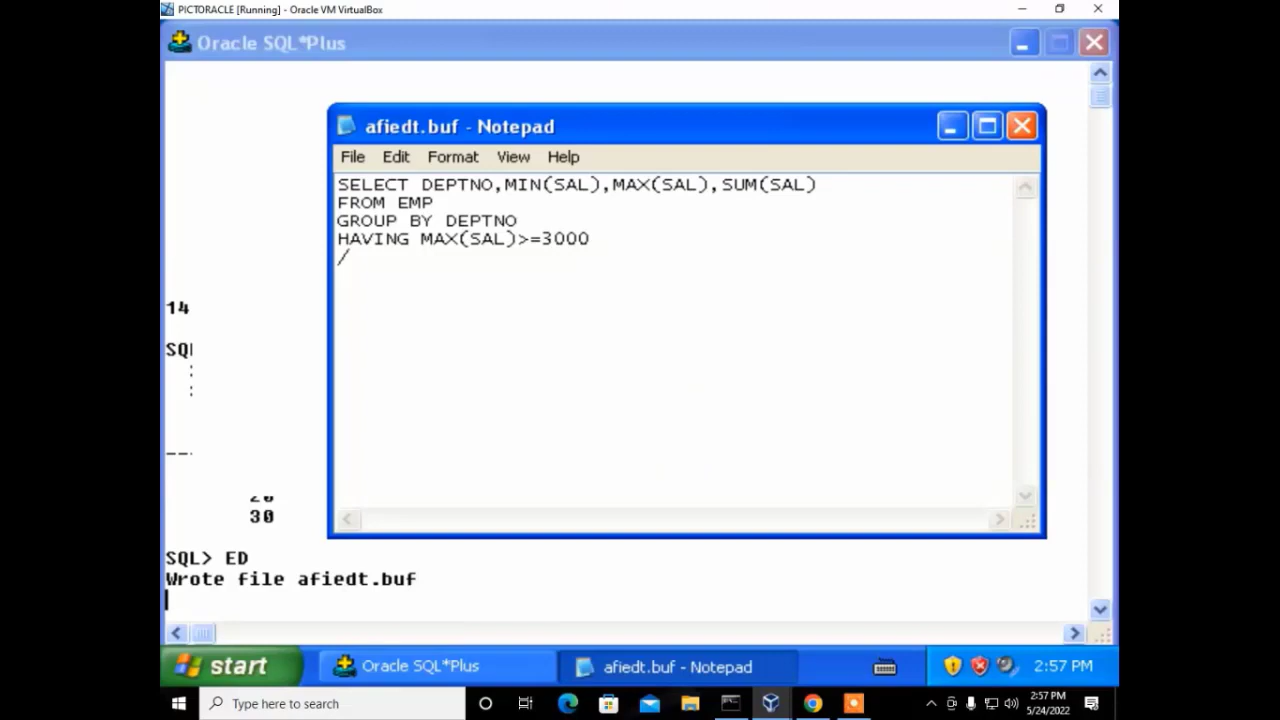 PICTORACLE [Running] - Oracle VM VirtualBox
Oracle SQL*Plus
afiedt.buf - Notepad
File Edit Format View Help
SELECT DEPTNO,MIN(SAL),MAX(SAL),SUM(SAL)
FROM EMP
GROUP BY DEPTNO
HAVING MAX(SAL)>=3000
/
14
30
SQL> ED
Wrote file afiedt.buf
start Oracle SQL*Plus afiedt.buf - Notepad 2:57 PM
Type here to search
2:57 PM
5/24/2022